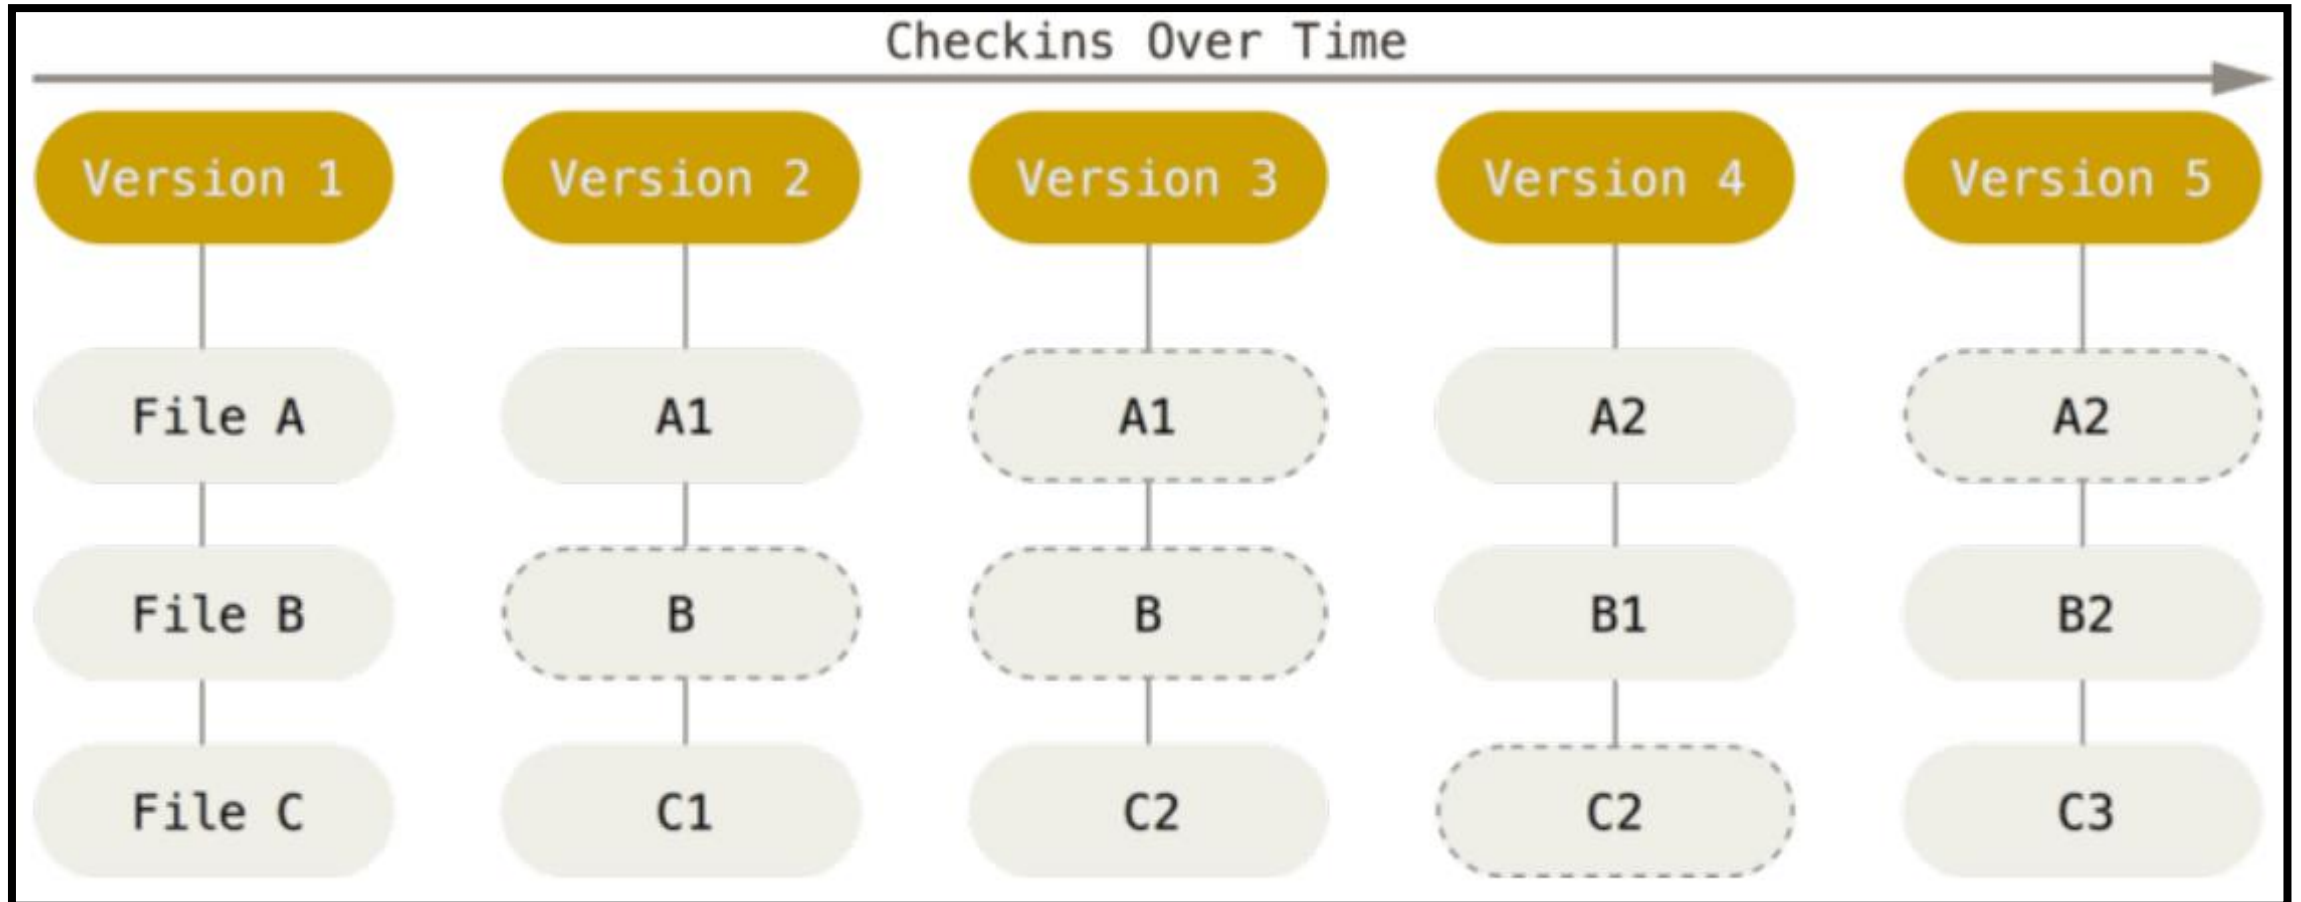 Checkins Over Time
Version 1 Version 2 Version 3 Version 4 Version 5
File A A1 A1 A2 A2
File B B B B1 B2
File C C1 C2 C2 C3